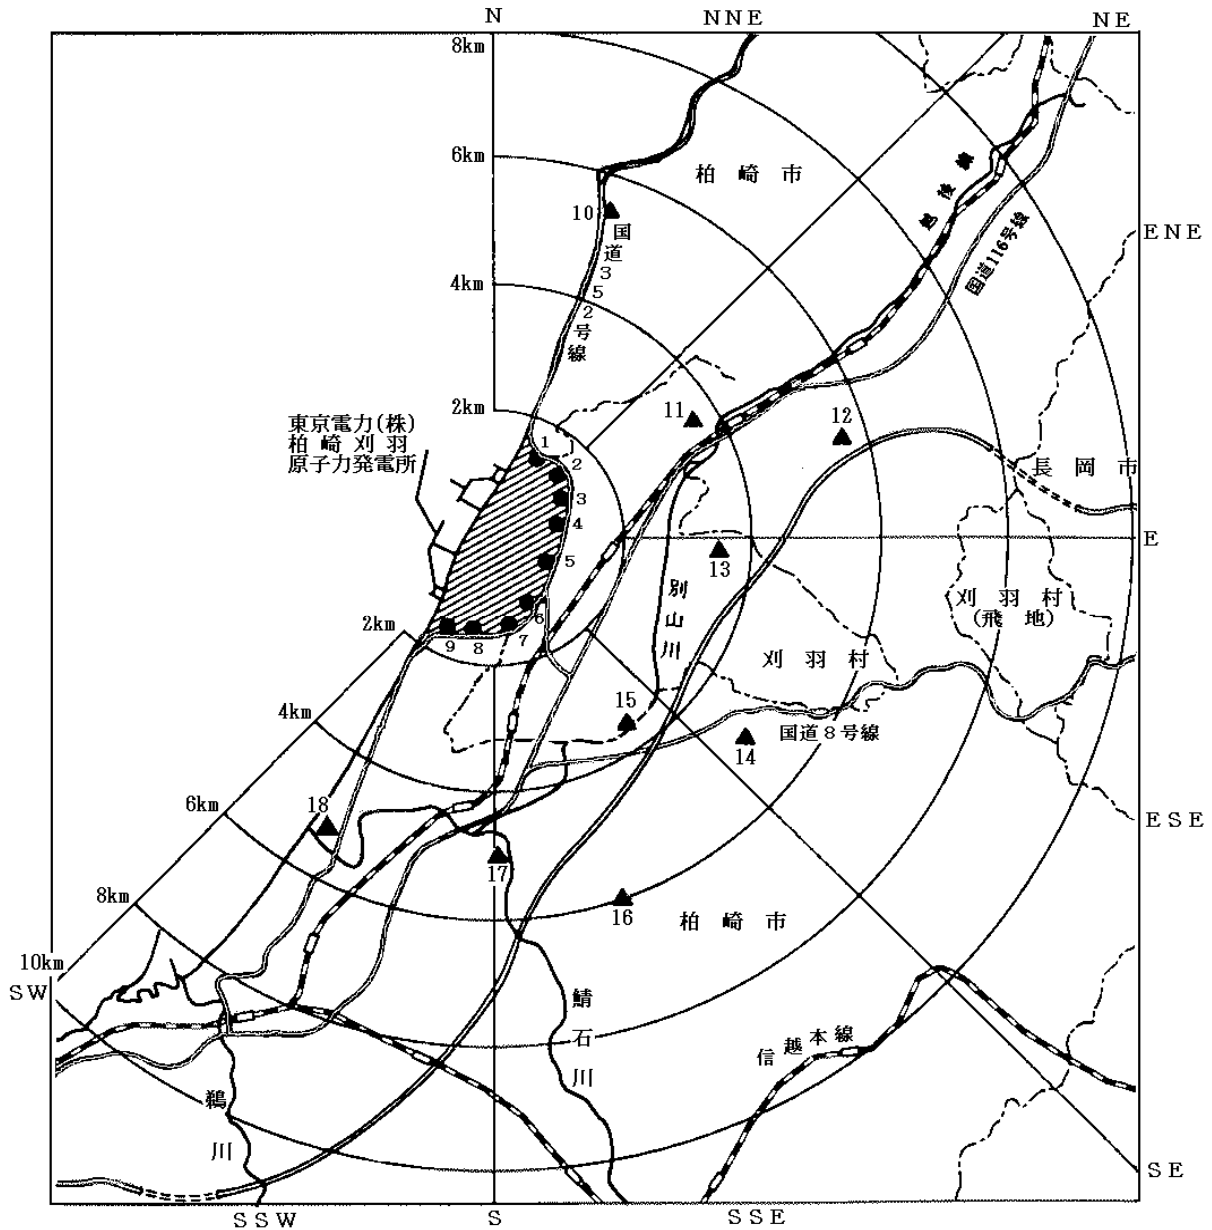 N
NNE
NE
8km
6km
柏崎市
越後線
10
国道352号線
ENE
国道116号線
4km
2km
11
12
東京電力(株)
柏崎刈羽
原子力発電所
1
2
3
4
5
6
7
8
9
長岡市
E
13
別山川
刈羽村
(飛地)
2km
刈羽村
15
4km
国道8号線
14
6km
18
ESE
17
8km
16
柏崎市
10km
SW
鯖石川
信越本線
鵜川
SE
SSW
S
SSE